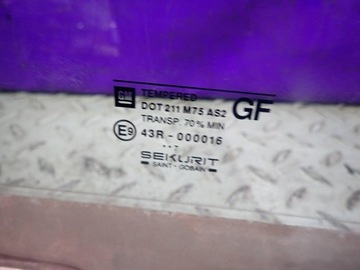 GM TEMPERED
DOT 211 M75 AS2 GF
TRANSP. 70% MIN
E9 43R - 000016
SEKURIT
SAINT - GOBAIN